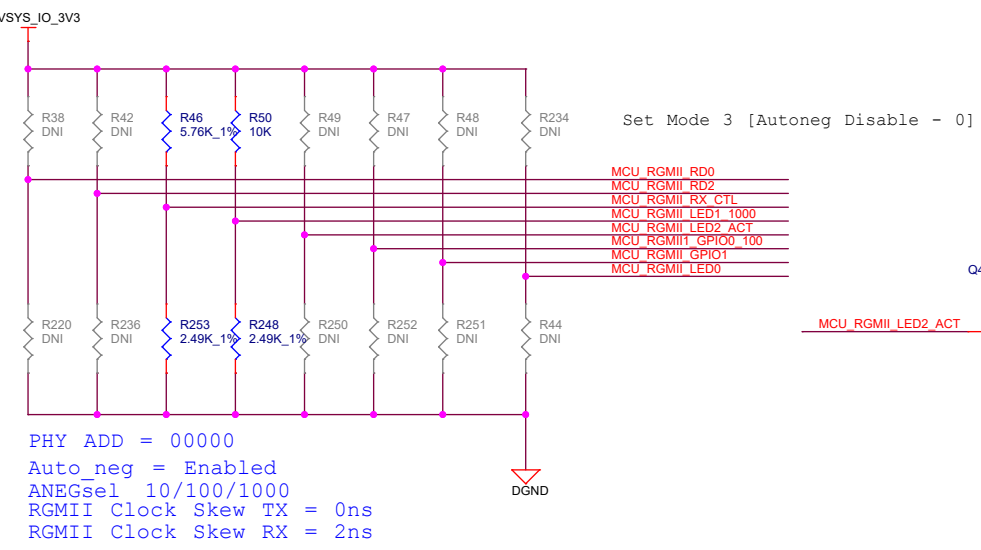 VSYS_IO_3V3
R38
DNI
R42
DNI
R46
5.76K_1%
R50
10K
R49
DNI
R47
DNI
R48
DNI
R234
DNI
Set Mode 3 [Autoneg Disable - 0]
MCU_RGMII_RD0
MCU_RGMII_RD2
MCU_RGMII_RX_CTL
MCU_RGMII_LED1_1000
MCU_RGMII_LED2_ACT
MCU_RGMII1_GPIO0_100
MCU_RGMII_GPIO1
MCU_RGMII_LED0
Q4
R220
DNI
R236
DNI
R253
2.49K_1%
R248
2.49K_1%
R250
DNI
R252
DNI
R251
DNI
R44
DNI
MCU_RGMII_LED2_ACT
PHY ADD = 00000
Auto_neg = Enabled
ANEGsel 10/100/1000
RGMII Clock Skew TX = 0ns
RGMII Clock Skew RX = 2ns
DGND